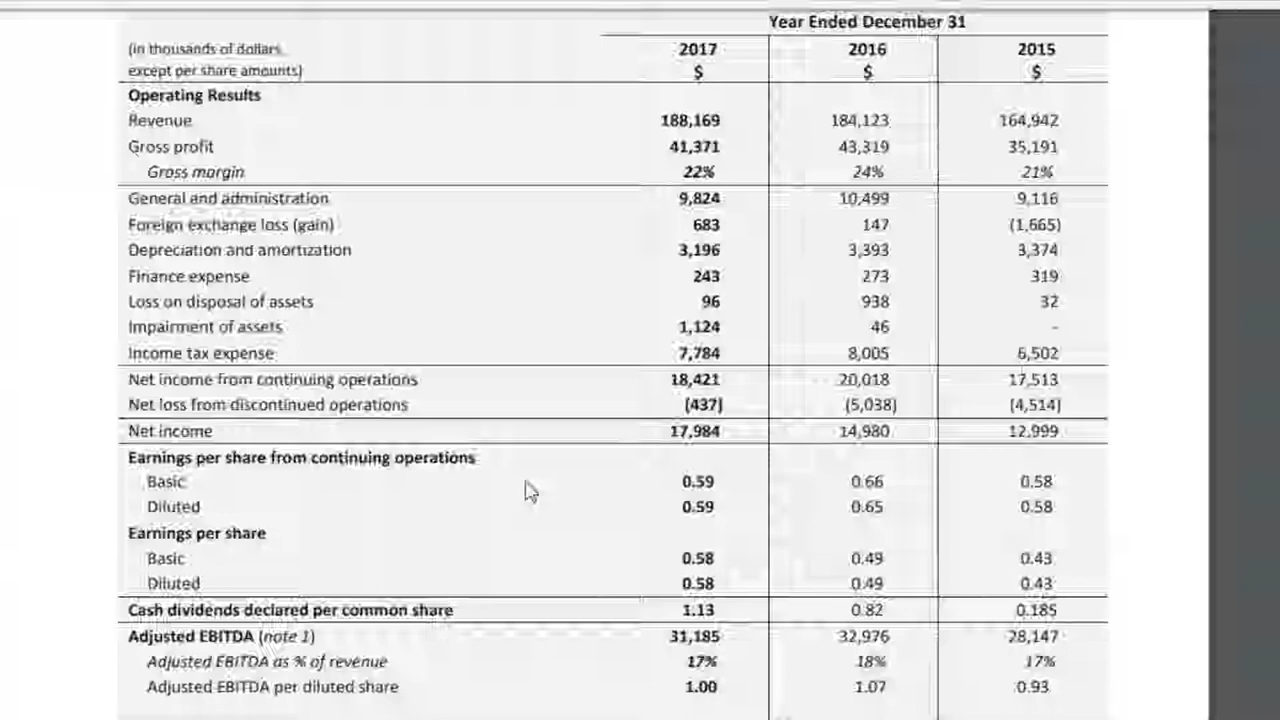 Year Ended December 31
(in thousands of dollars 2017 2016 2015
except per share amounts) $ $ $
Operating Results
Revenue 188,169 184,123 164,942
Gross profit 41,371 43,319 35,191
Gross margin 22% 24% 21%
General and administration 9,824 10,499 9,116
Foreign exchange loss (gain) 683 147 (1,665)
Depreciation and amortization 3,196 3,393 3,374
Finance expense 243 273 319
Loss on disposal of assets 96 938 32
Impairment of assets 1,124 46 -
Income tax expense 7,784 8,005 6,502
Net income from continuing operations 18,421 20,018 17,513
Net loss from discontinued operations (437) (5,038) (4,514)
Net income 17,984 14,980 12,999
Earnings per share from continuing operations
Basic 0.59 0.66 0.58
Diluted 0.59 0.65 0.58
Earnings per share
Basic 0.58 0.49 0.43
Diluted 0.58 0.49 0.43
Cash dividends declared per common share 1.13 0.82 0.185
Adjusted EBITDA (note 1) 31,185 32,976 28,147
Adjusted EBITDA as % of revenue 17% 18% 17%
Adjusted EBITDA per diluted share 1.00 1.07 0.93